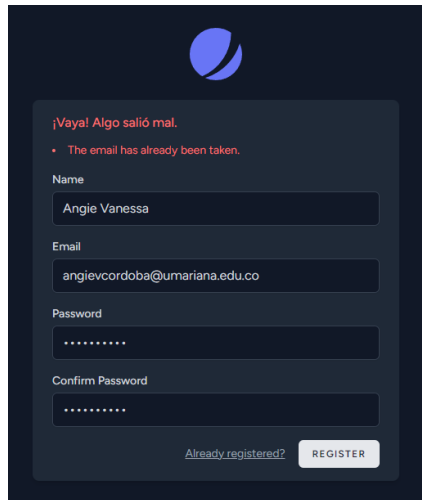 ¡Vaya! Algo salió mal.
• The email has already been taken.
Name
Angie Vanessa
Email
angievcordoba@umariana.edu.co
Password
••••••••••
Confirm Password
••••••••••
Already registered? REGISTER